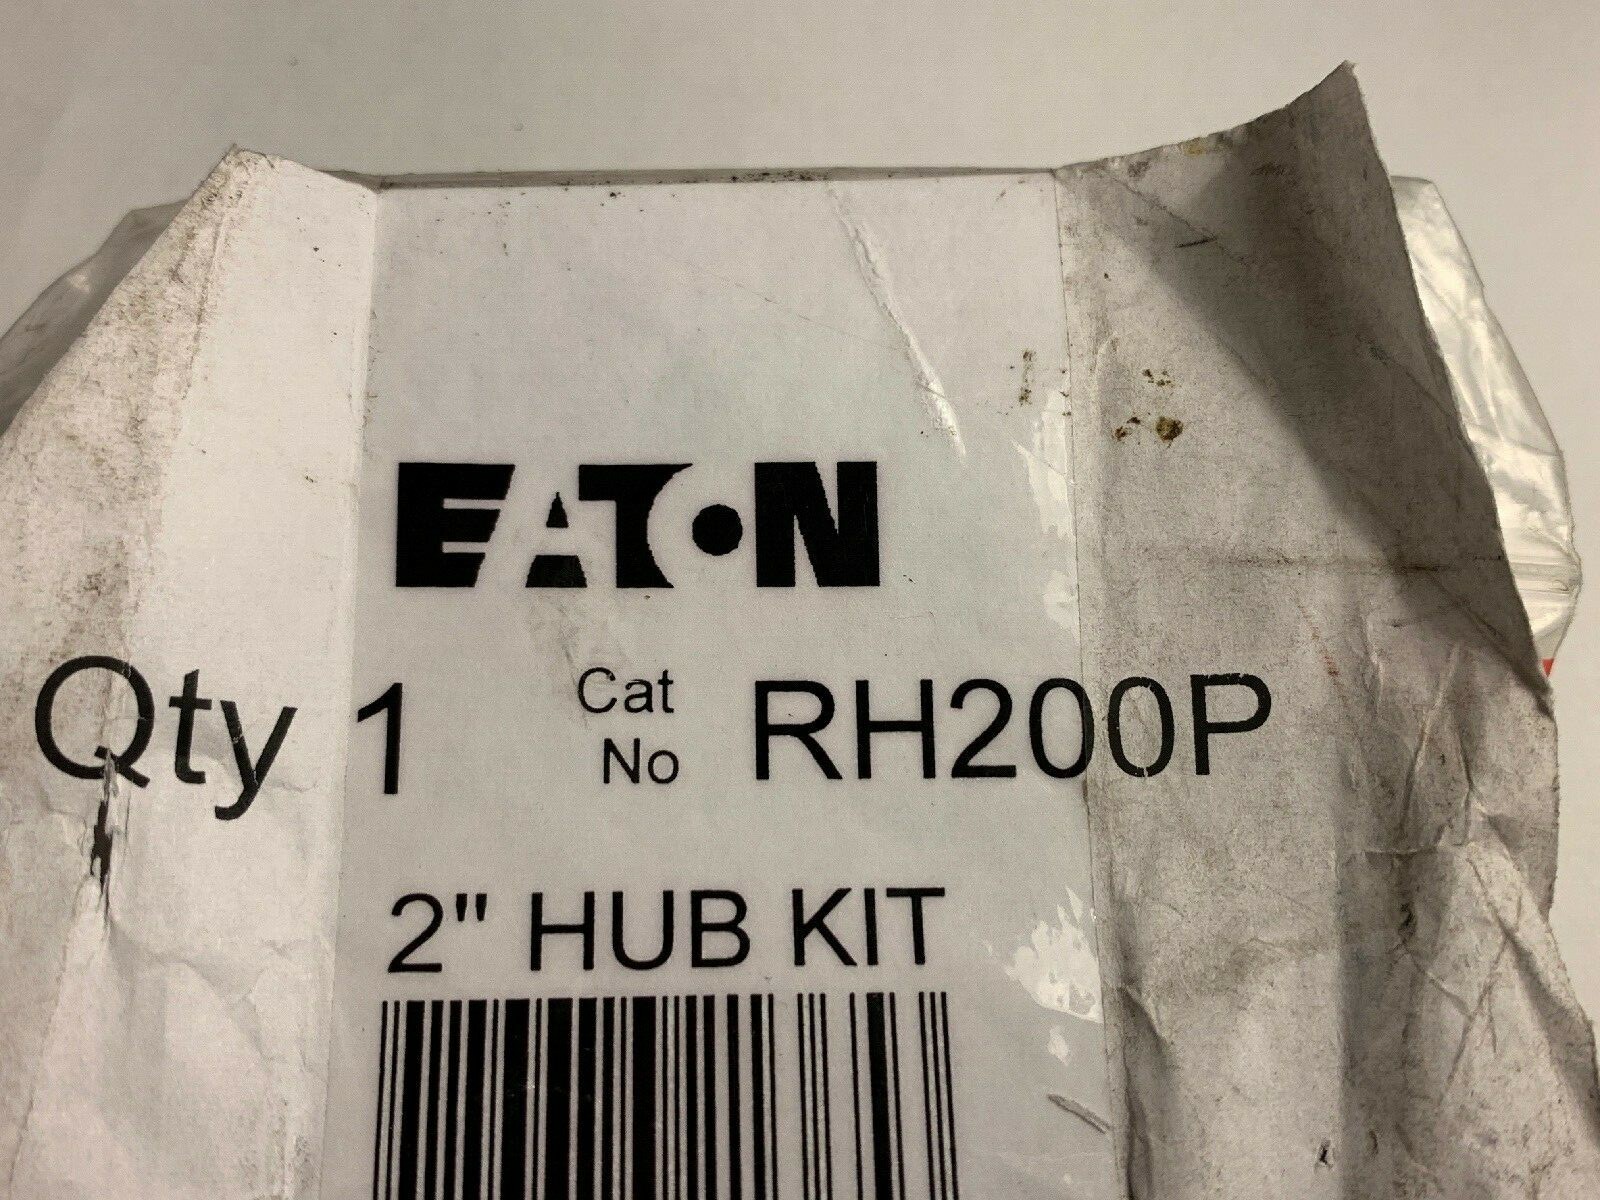 EATON
Qty 1 Cat No RH200P
2" HUB KIT